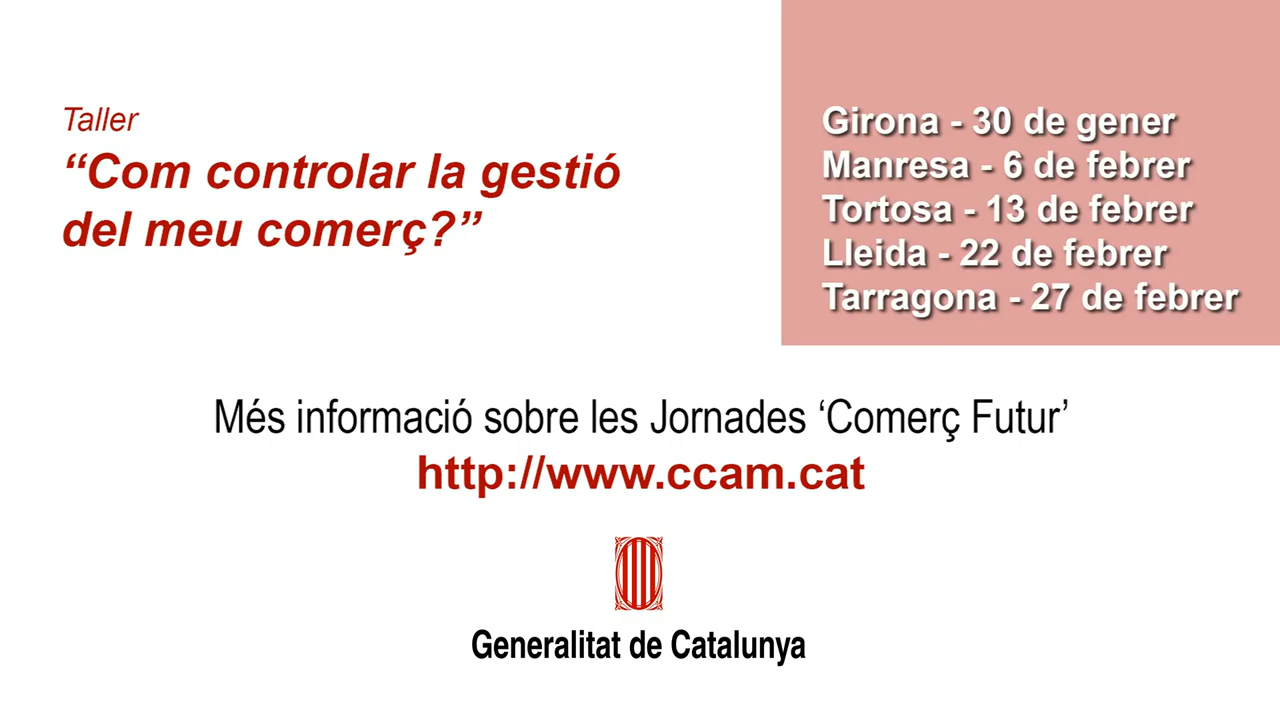 Taller
“Com controlar la gestió
del meu comerç?”
Girona - 30 de gener
Manresa - 6 de febrer
Tortosa - 13 de febrer
Lleida - 22 de febrer
Tarragona - 27 de febrer
Més informació sobre les Jornades ‘Comerç Futur’
http://www.ccam.cat
Generalitat de Catalunya